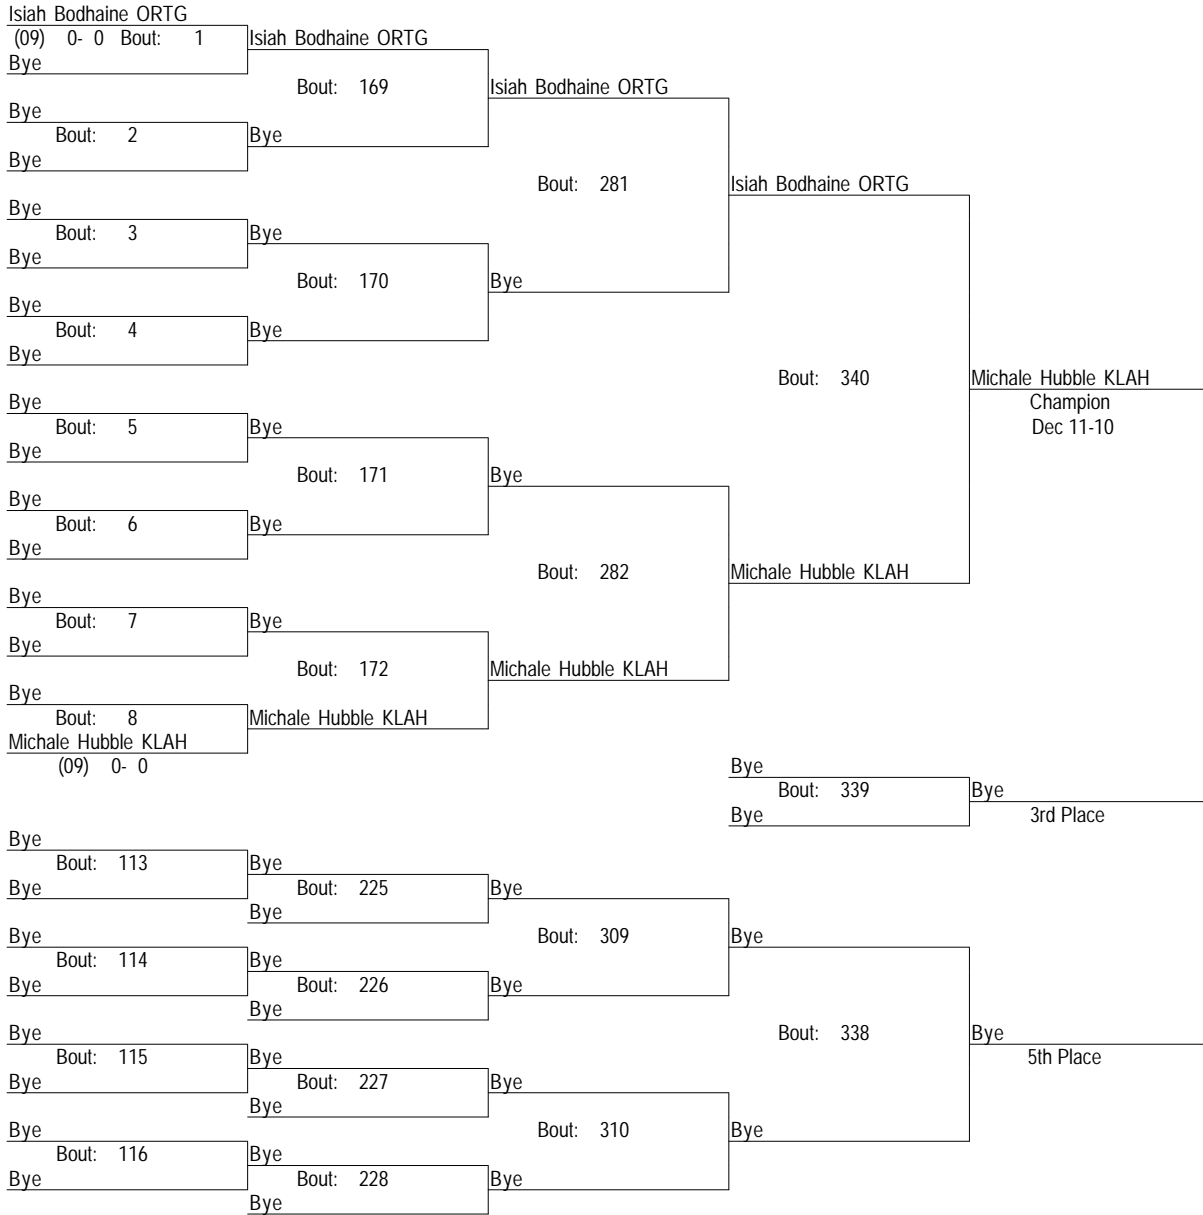 Isiah Bodhaine ORTG
(09) 0- 0 Bout: 1 Isiah Bodhaine ORTG
Bye
Bout: 169 Isiah Bodhaine ORTG
Bye
Bout: 2 Bye
Bye
Bout: 281 Isiah Bodhaine ORTG
Bye
Bout: 3 Bye
Bye
Bout: 170 Bye
Bye
Bout: 4 Bye
Bye
Bout: 340 Michale Hubble KLAH
Bye Champion
Bout: 5 Bye Dec 11-10
Bye
Bout: 171 Bye
Bye
Bout: 6 Bye
Bye
Bout: 282 Michale Hubble KLAH
Bye
Bout: 7 Bye
Bye
Bout: 172 Michale Hubble KLAH
Bye
Bout: 8 Michale Hubble KLAH
Michale Hubble KLAH
(09) 0- 0 Bye
Bout: 339 Bye
Bye 3rd Place
Bye
Bout: 113 Bye
Bye Bout: 225 Bye
Bye
Bye Bout: 309 Bye
Bout: 114 Bye
Bye Bout: 226 Bye
Bye
Bye Bout: 338 Bye
Bout: 115 Bye 5th Place
Bye Bout: 227 Bye
Bye
Bye Bout: 310 Bye
Bout: 116 Bye
Bye Bout: 228 Bye
Bye